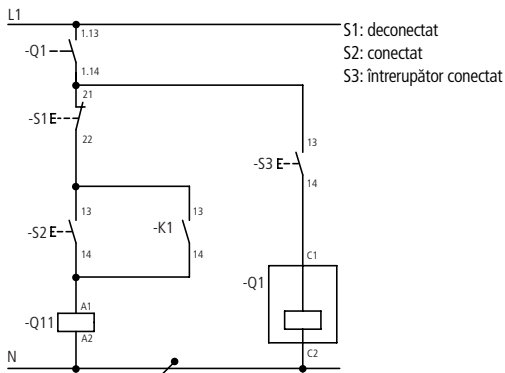 L1
S1: deconectat
S2: conectat
S3: întrerupător conectat
1.13
-Q1
1.14
21
-S1
22
13
-S3
14
13
13
-S2
-K1
14
14
C1
-Q1
A1
-Q11
A2
C2
N